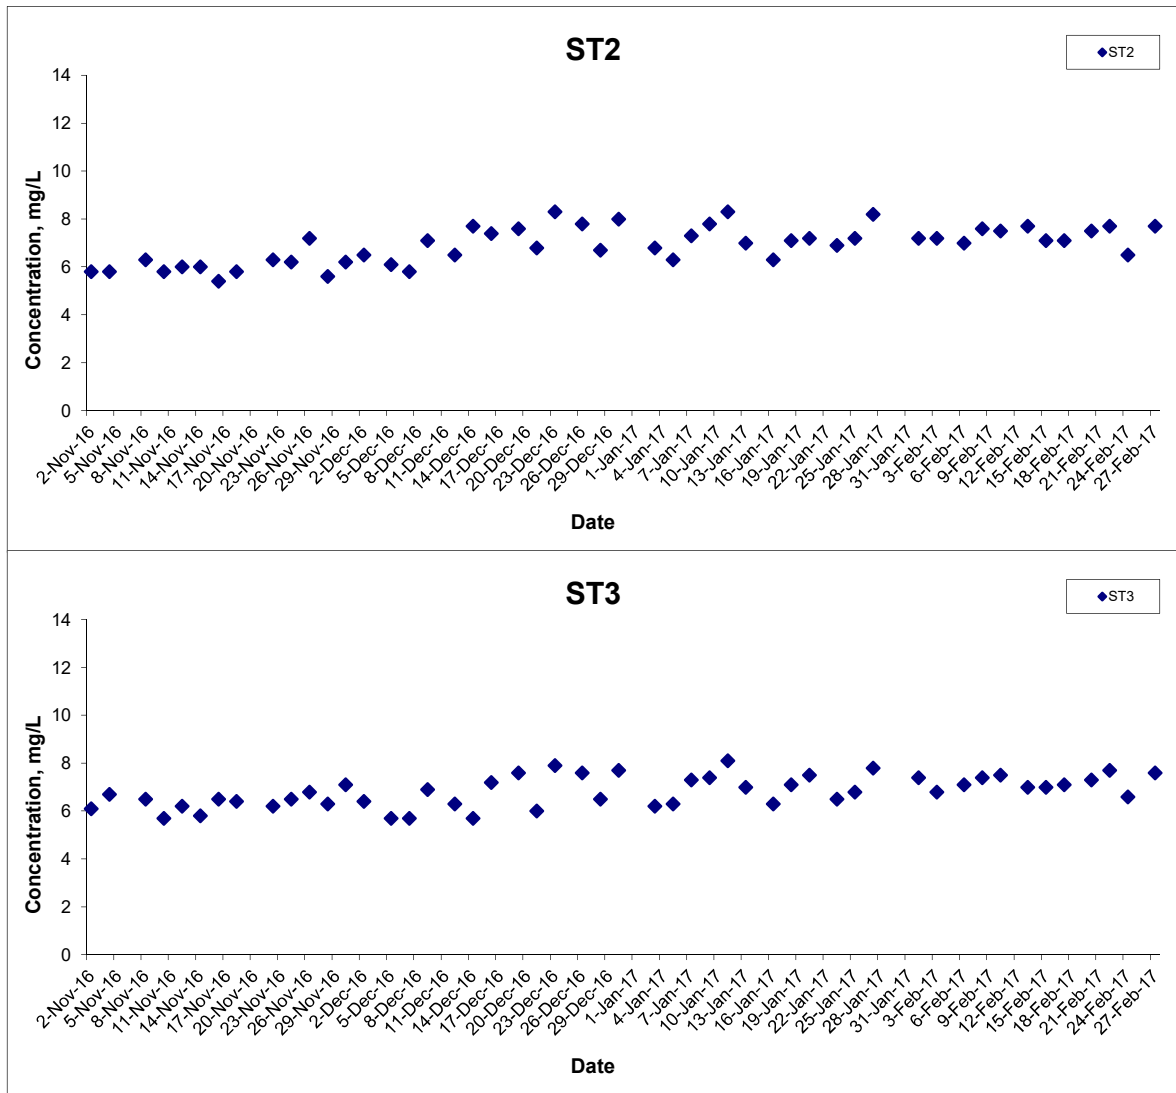 ST2
ST2
14
12
10
8
6
4
2
0
Concentration, mg/L
2-Nov-16
5-Nov-16
8-Nov-16
11-Nov-16
14-Nov-16
17-Nov-16
20-Nov-16
23-Nov-16
26-Nov-16
29-Nov-16
2-Dec-16
5-Dec-16
8-Dec-16
11-Dec-16
14-Dec-16
17-Dec-16
20-Dec-16
23-Dec-16
26-Dec-16
29-Dec-16
1-Jan-17
4-Jan-17
7-Jan-17
10-Jan-17
13-Jan-17
16-Jan-17
19-Jan-17
22-Jan-17
25-Jan-17
28-Jan-17
31-Jan-17
3-Feb-17
6-Feb-17
9-Feb-17
12-Feb-17
15-Feb-17
18-Feb-17
21-Feb-17
24-Feb-17
27-Feb-17
Date
ST3
ST3
14
12
10
8
6
4
2
0
Concentration, mg/L
2-Nov-16
5-Nov-16
8-Nov-16
11-Nov-16
14-Nov-16
17-Nov-16
20-Nov-16
23-Nov-16
26-Nov-16
29-Nov-16
2-Dec-16
5-Dec-16
8-Dec-16
11-Dec-16
14-Dec-16
17-Dec-16
20-Dec-16
23-Dec-16
26-Dec-16
29-Dec-16
1-Jan-17
4-Jan-17
7-Jan-17
10-Jan-17
13-Jan-17
16-Jan-17
19-Jan-17
22-Jan-17
25-Jan-17
28-Jan-17
31-Jan-17
3-Feb-17
6-Feb-17
9-Feb-17
12-Feb-17
15-Feb-17
18-Feb-17
21-Feb-17
24-Feb-17
27-Feb-17
Date